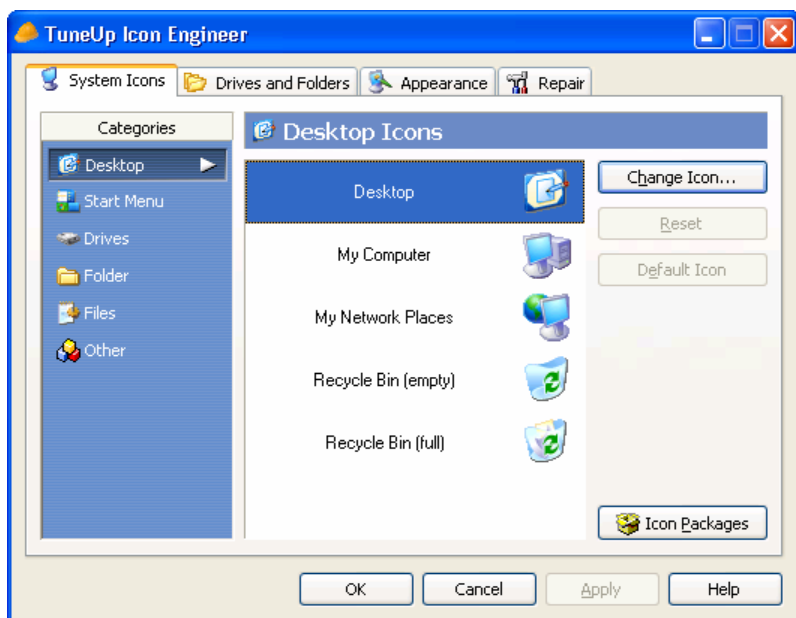 TuneUp Icon Engineer
System Icons
Drives and Folders
Appearance
Repair
Categories
Desktop
Start Menu
Drives
Folder
Files
Other
Desktop Icons
Desktop
My Computer
My Network Places
Recycle Bin (empty)
Recycle Bin (full)
Change Icon...
Reset
Default Icon
Icon Packages
OK
Cancel
Apply
Help